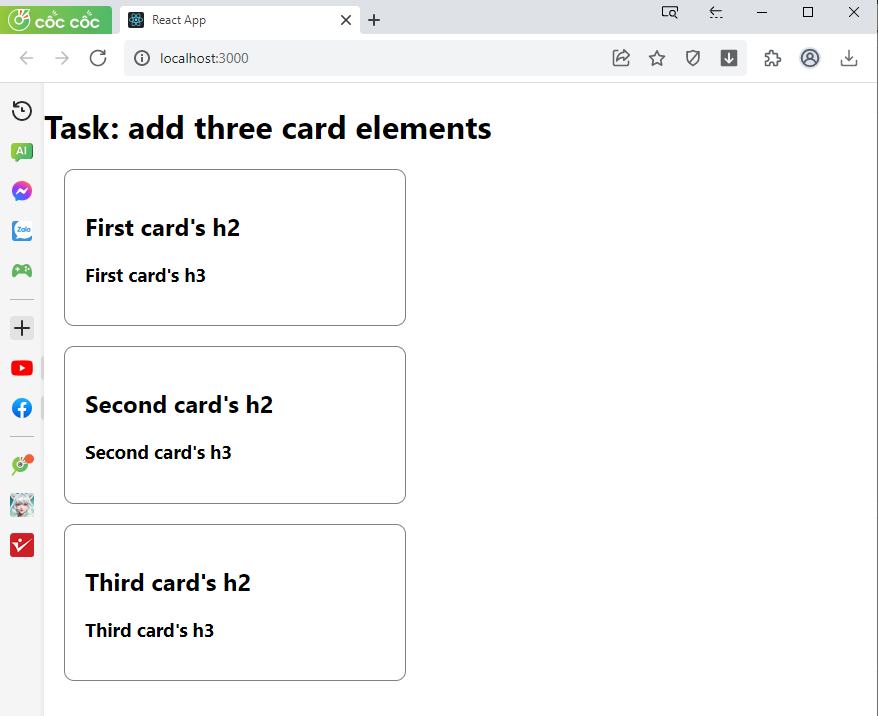 cốc cốc
React App
localhost:3000
AI
Zalo
Task: add three card elements
First card's h2
First card's h3
Second card's h2
Second card's h3
Third card's h2
Third card's h3